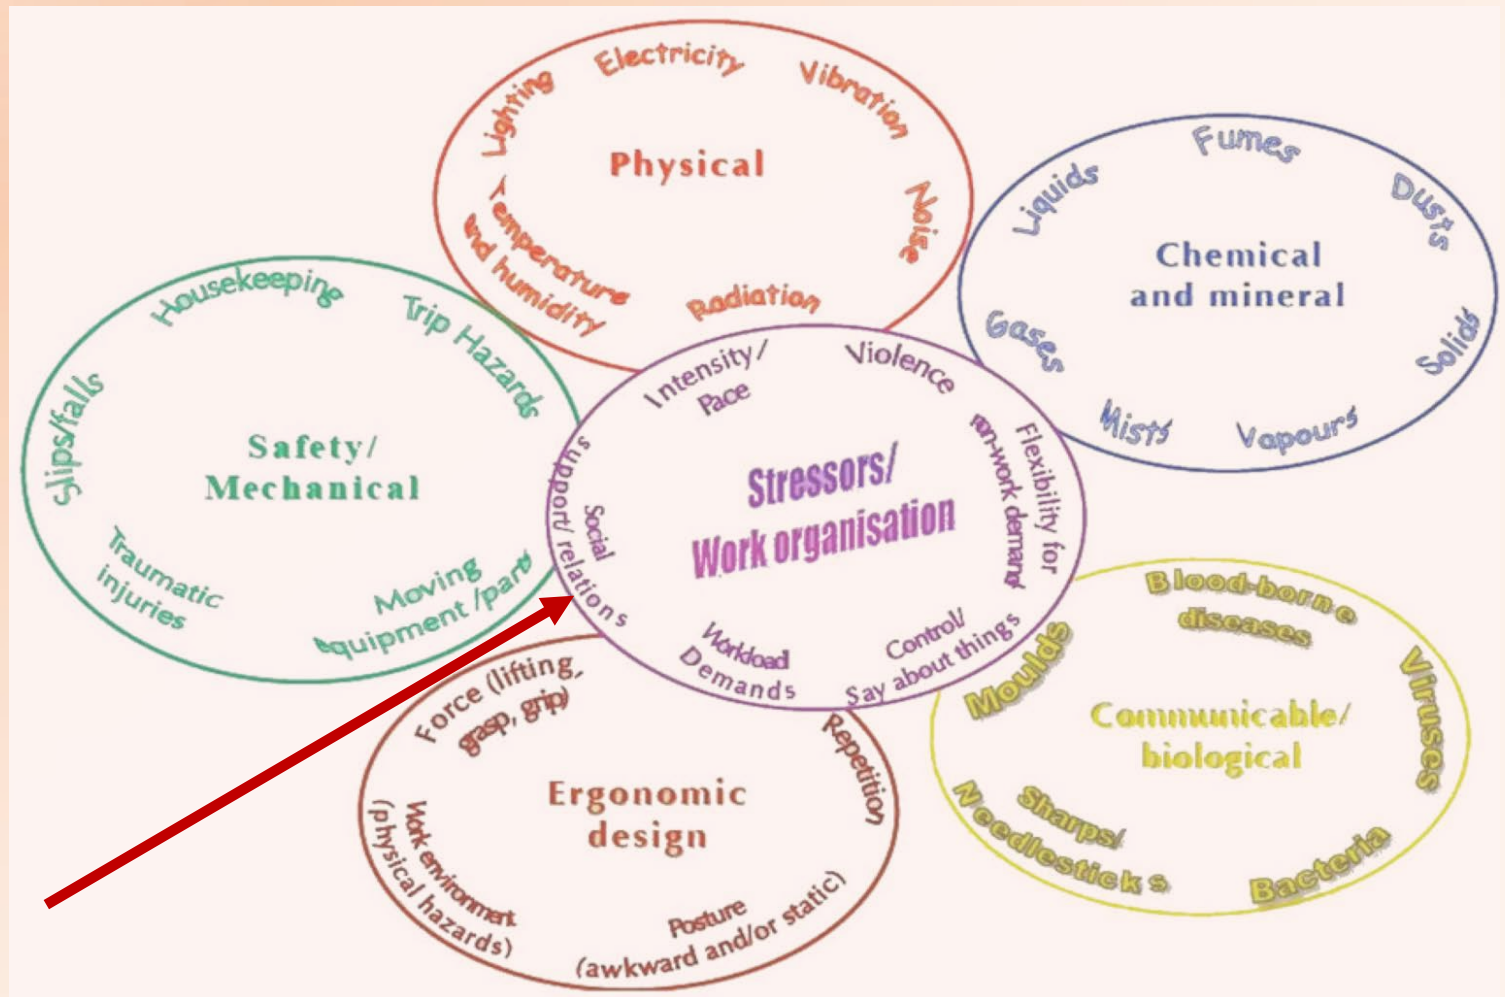 Physical
Lighting
Electricity
Vibration
Noise
Radiation
Temperature
and humidity
Chemical
and mineral
Liquids
Fumes
Dusts
Solids
Vapours
Mists
Gases
Safety/
Mechanical
Slips/falls
Housekeeping
Trip Hazards
Moving
equipment /part
Traumatic
injuries
Stressors/
Work organisation
Intensity/
Pace
Violence
Flexibility for
non-work demand
Control/
Say about things
Workload
Demands
Social
support/ relations
Ergonomic
design
Force (lifting,
grasp, grip)
Repetition
Posture
(awkward and/or static)
Work environment
(physical hazards)
Communicable/
biological
Moulds
Blood-borne
diseases
Viruses
Bacteria
Sharps/
Needlesticks